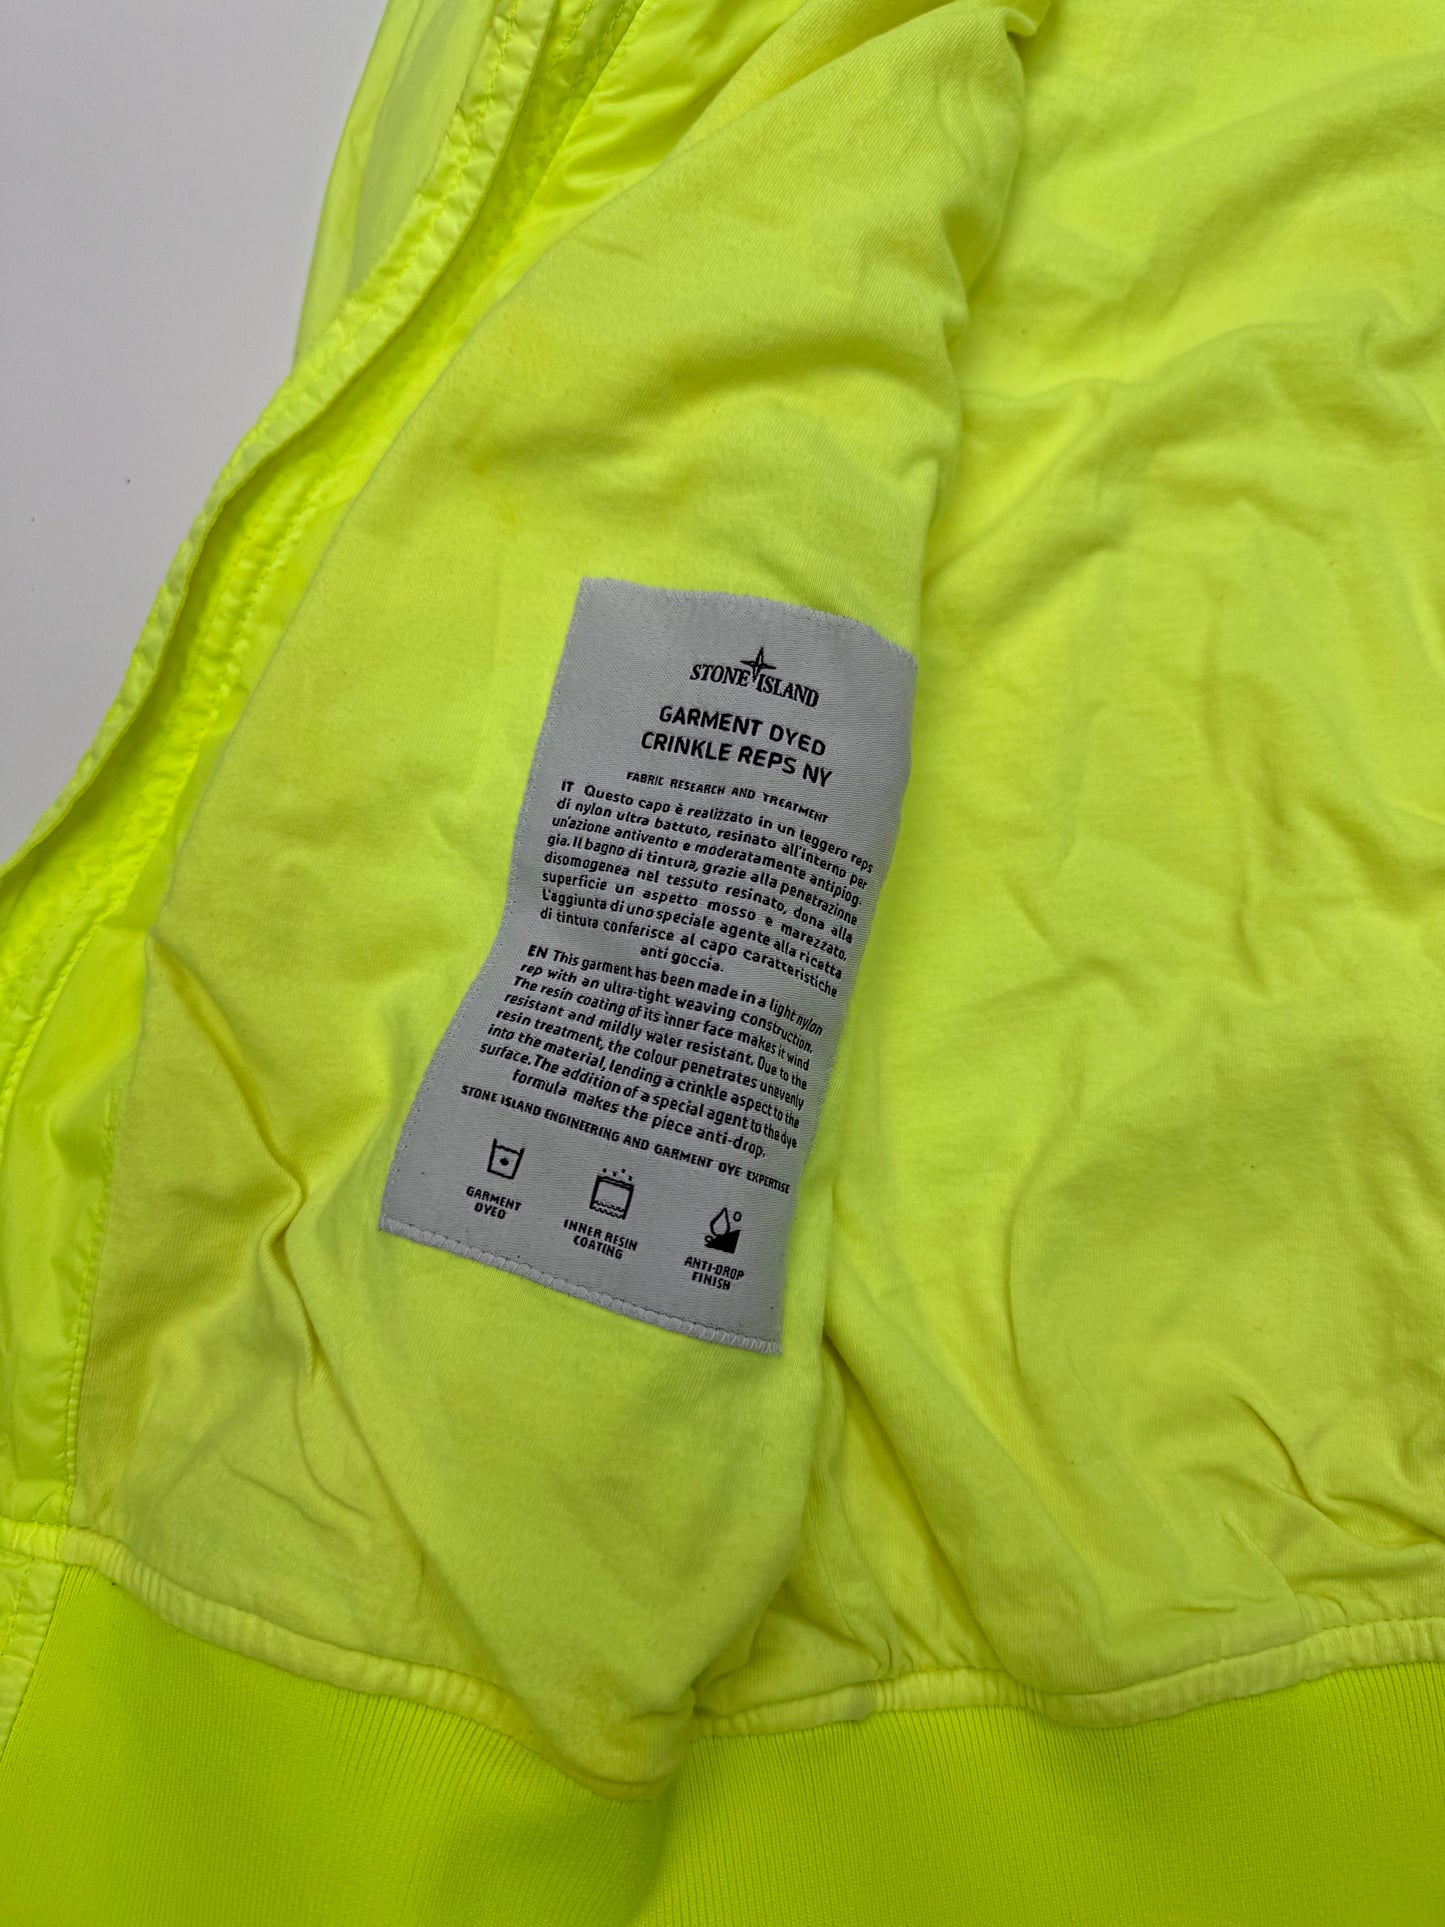 STONE ISLAND
GARMENT DYED
CRINKLE REPS NY
FABRIC RESEARCH AND TREATMENT
IT Questo capo è realizzato in un leggero reps
di nylon ultra battuto, resinato all'interno per
un'azione antivento e moderatamente antipiog-
gia. Il bagno di tintura, grazie alla penetrazione
disomogenea nel tessuto resinato, dona alla
superficie un aspetto mosso e marezzato.
L'aggiunta di uno speciale agente alla ricetta
di tintura conferisce al capo caratteristiche
anti goccia.
EN This garment has been made in a light nylon
rep with an ultra-tight weaving construction.
The resin coating of its inner face makes it wind
resistant and mildly water resistant. Due to the
resin treatment, the colour penetrates unevenly
into the material, lending a crinkle aspect to the
surface. The addition of a special agent to the dye
formula makes the piece anti-drop.
STONE ISLAND ENGINEERING AND GARMENT DYE EXPERTISE
GARMENT
DYED
INNER RESIN
COATING
ANTI-DROP
FINISH